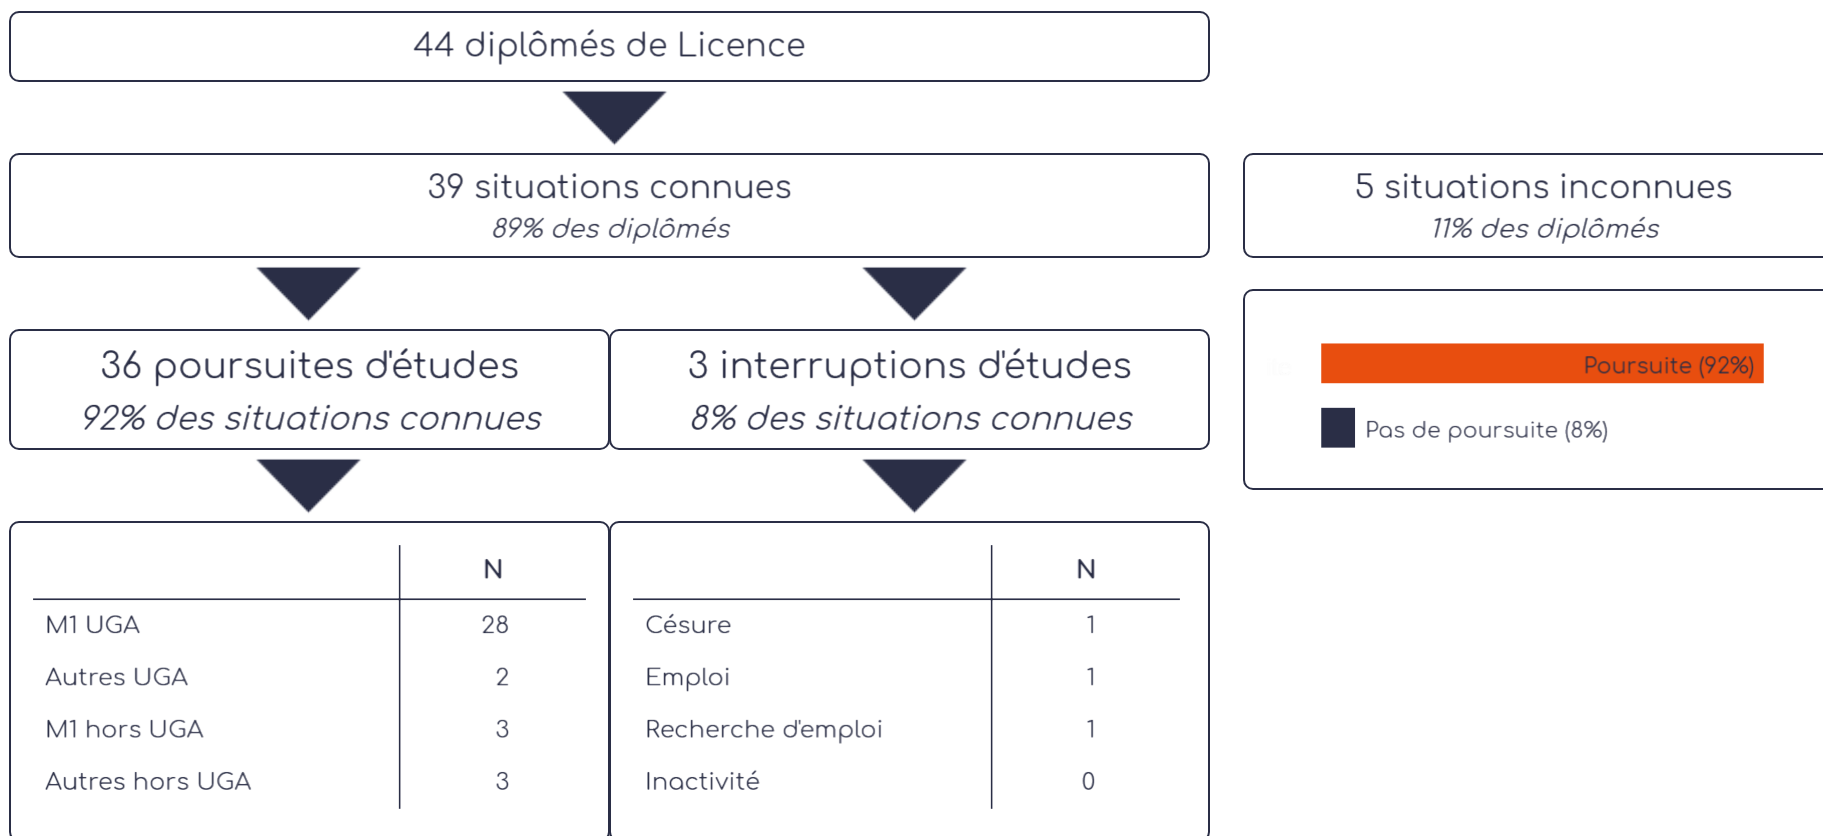 44 diplômés de Licence
39 situations connues
89% des diplômés
5 situations inconnues
11% des diplômés
36 poursuites d'études
92% des situations connues
3 interruptions d'études
8% des situations connues
Poursuite (92%)
Pas de poursuite (8%)
N
M1 UGA 28
Autres UGA 2
M1 hors UGA 3
Autres hors UGA 3
N
Césure 1
Emploi 1
Recherche d'emploi 1
Inactivité 0